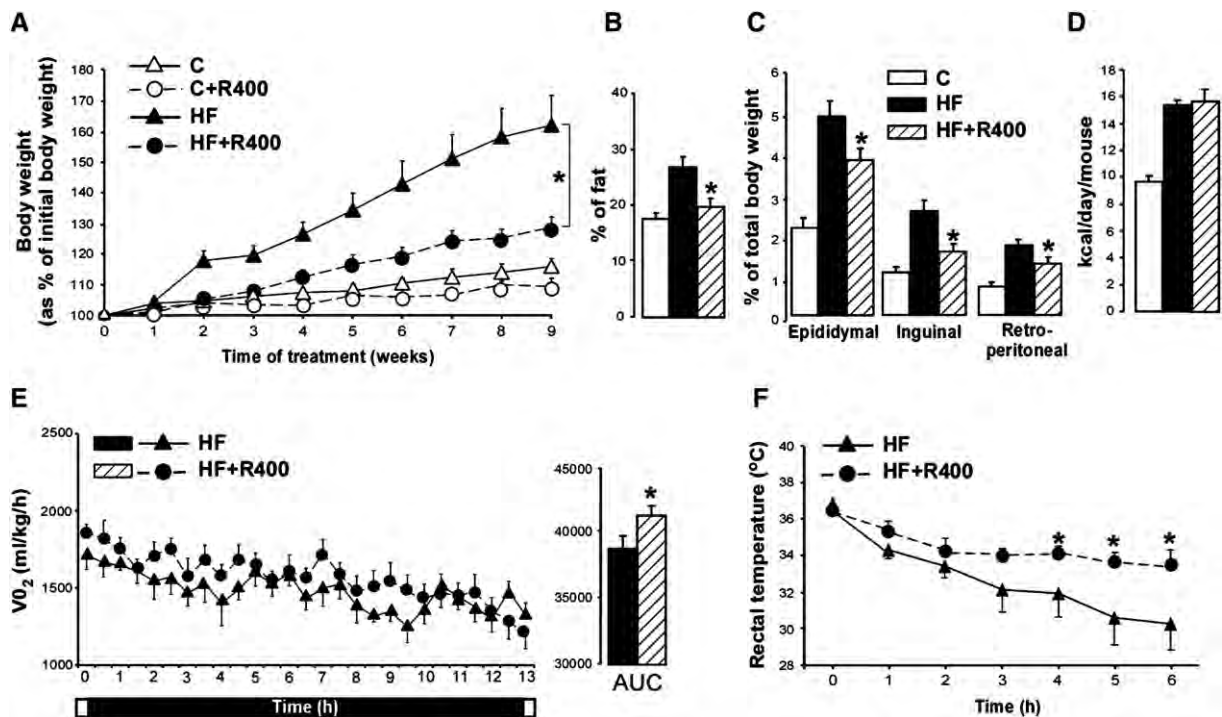 A
Body weight
(as % of initial body weight)
180
170
160
150
140
130
120
110
100
C
C+R400
HF
HF+R400
*
0 1 2 3 4 5 6 7 8 9
Time of treatment (weeks)
B
% of fat
40
30
20
10
0
*
C
% of total body weight
6
5
4
3
2
1
0
C
HF
HF+R400
*
*
*
Epididymal Inguinal Retro-
peritoneal
D
kcal/day/mouse
18
16
14
12
10
8
6
4
2
0
E
V0₂ (ml/kg/h)
2500
2000
1500
1000
HF
HF+R400
0 1 2 3 4 5 6 7 8 9 10 11 12 13
Time (h)
45000
40000
35000
30000
*
AUC
F
Rectal temperature (ºC)
40
38
36
34
32
30
28
HF
HF+R400
* * *
0 1 2 3 4 5 6
Time (h)